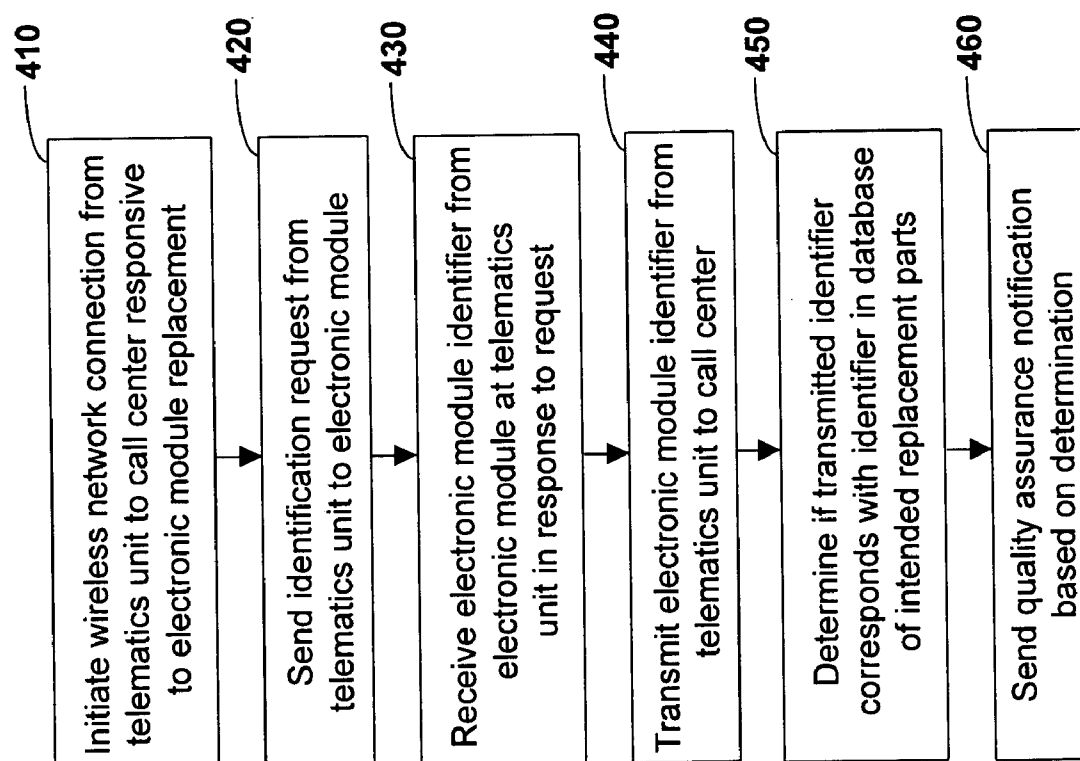 410
Initiate wireless network connection from
telematics unit to call center responsive
to electronic module replacement
420
Send identification request from
telematics unit to electronic module
430
Receive electronic module identifier from
electronic module at telematics
unit in response to request
440
Transmit electronic module identifier from
telematics unit to call center
450
Determine if transmitted identifier
corresponds with identifier in database
of intended replacement parts
460
Send quality assurance notification
based on determination